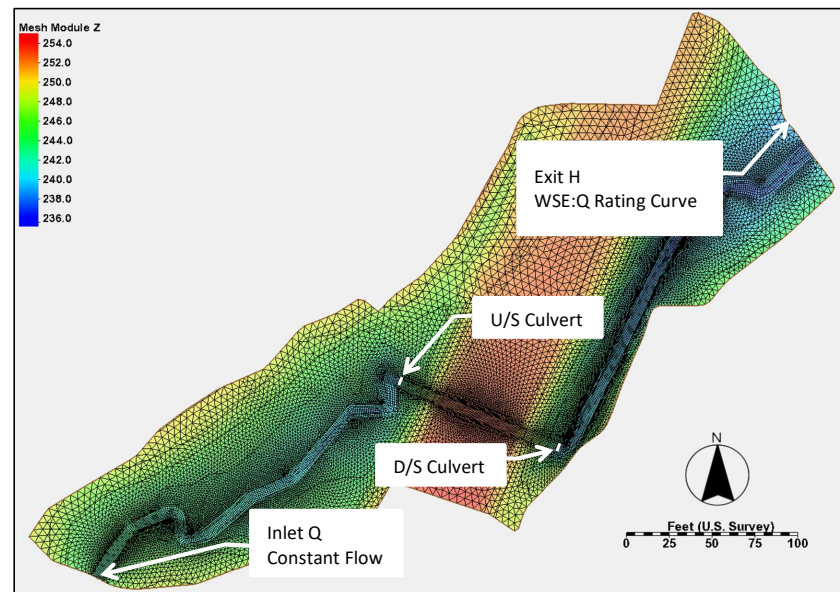 Mesh Module Z
254.0
252.0
250.0
248.0
246.0
244.0
242.0
240.0
238.0
236.0
Exit H
WSE:Q Rating Curve
U/S Culvert
D/S Culvert
Inlet Q
Constant Flow
N
Feet (U.S. Survey)
0 25 50 75 100